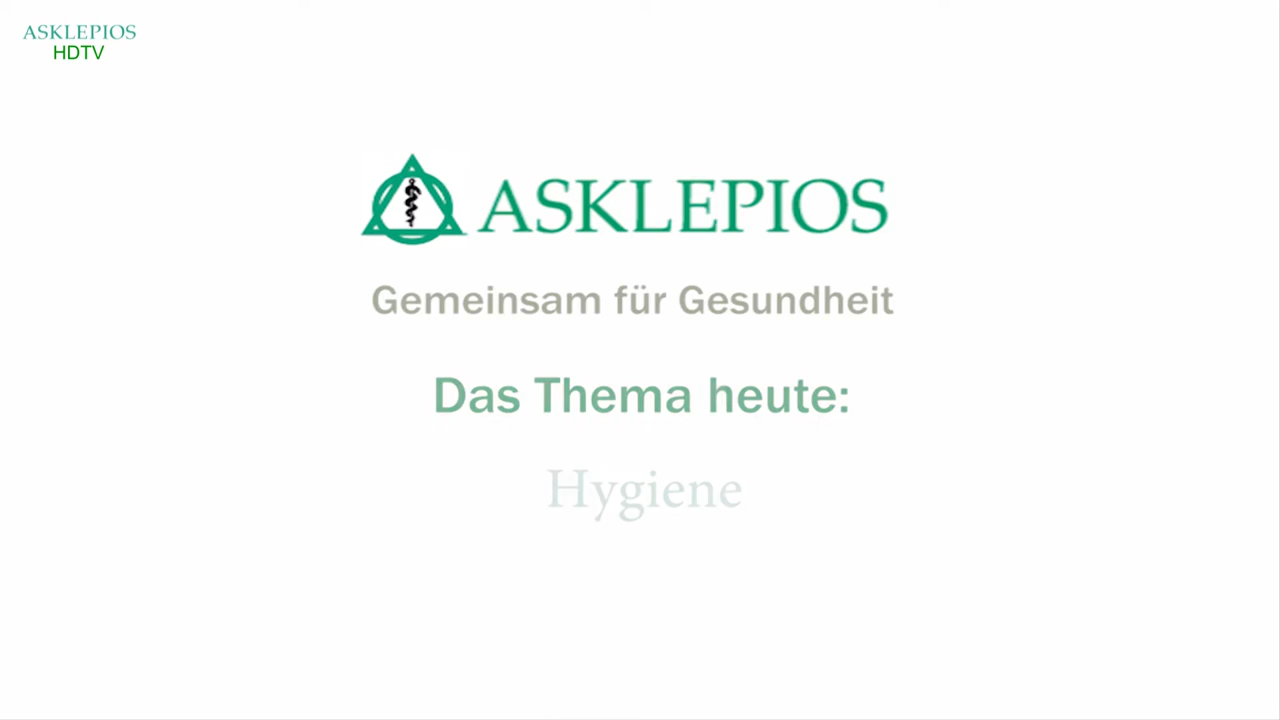 ASKLEPIOS
HDTV
ASKLEPIOS
Gemeinsam für Gesundheit
Das Thema heute:
Hygiene